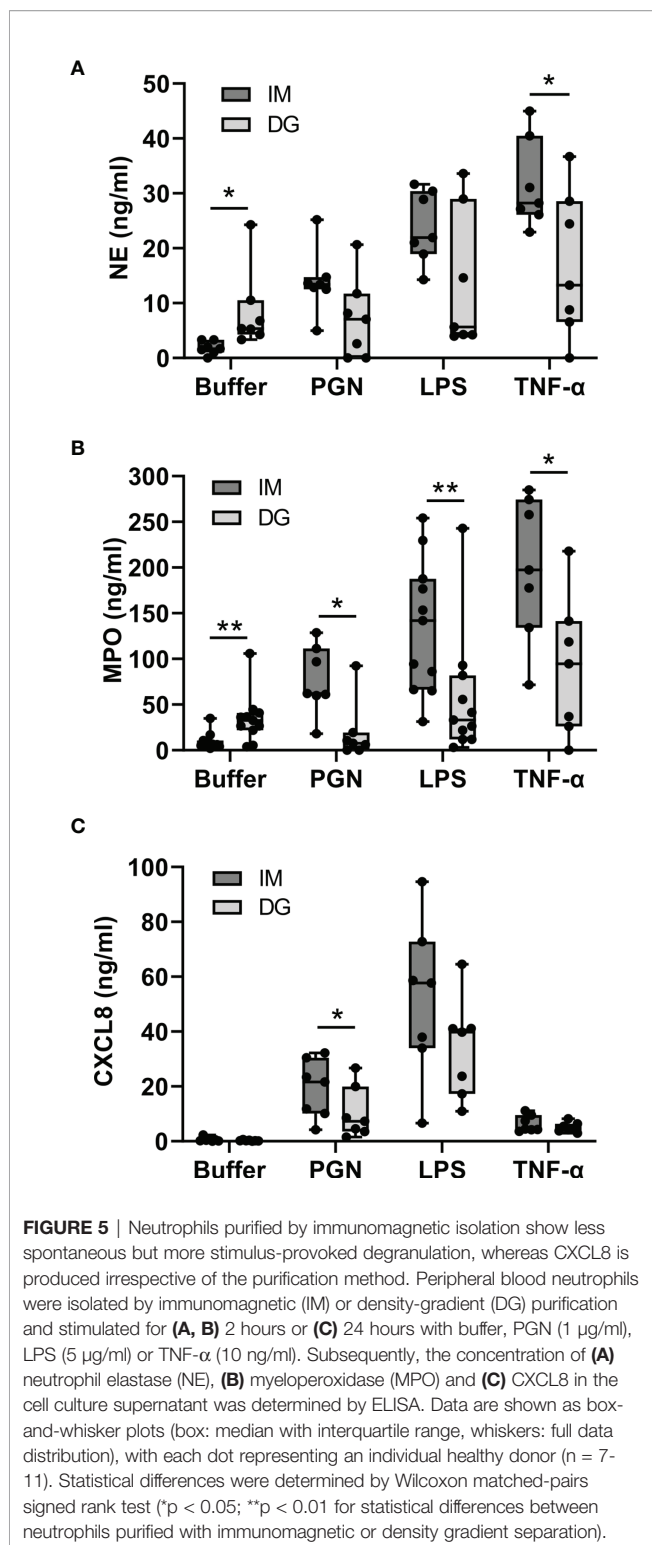 A
NE (ng/ml)
50
40
30
20
10
0
IM
DG
*
*
Buffer PGN LPS TNF-α
B
MPO (ng/ml)
300
250
200
150
100
50
0
IM
DG
**
*
**
*
Buffer PGN LPS TNF-α
C
CXCL8 (ng/ml)
100
80
60
40
20
0
IM
DG
*
Buffer PGN LPS TNF-α
FIGURE 5 | Neutrophils purified by immunomagnetic isolation show less
spontaneous but more stimulus-provoked degranulation, whereas CXCL8 is
produced irrespective of the purification method. Peripheral blood neutrophils
were isolated by immunomagnetic (IM) or density-gradient (DG) purification
and stimulated for (A, B) 2 hours or (C) 24 hours with buffer, PGN (1 µg/ml),
LPS (5 µg/ml) or TNF-α (10 ng/ml). Subsequently, the concentration of (A)
neutrophil elastase (NE), (B) myeloperoxidase (MPO) and (C) CXCL8 in the
cell culture supernatant was determined by ELISA. Data are shown as box-
and-whisker plots (box: median with interquartile range, whiskers: full data
distribution), with each dot representing an individual healthy donor (n = 7-
11). Statistical differences were determined by Wilcoxon matched-pairs
signed rank test (*p < 0.05; **p < 0.01 for statistical differences between
neutrophils purified with immunomagnetic or density gradient separation).